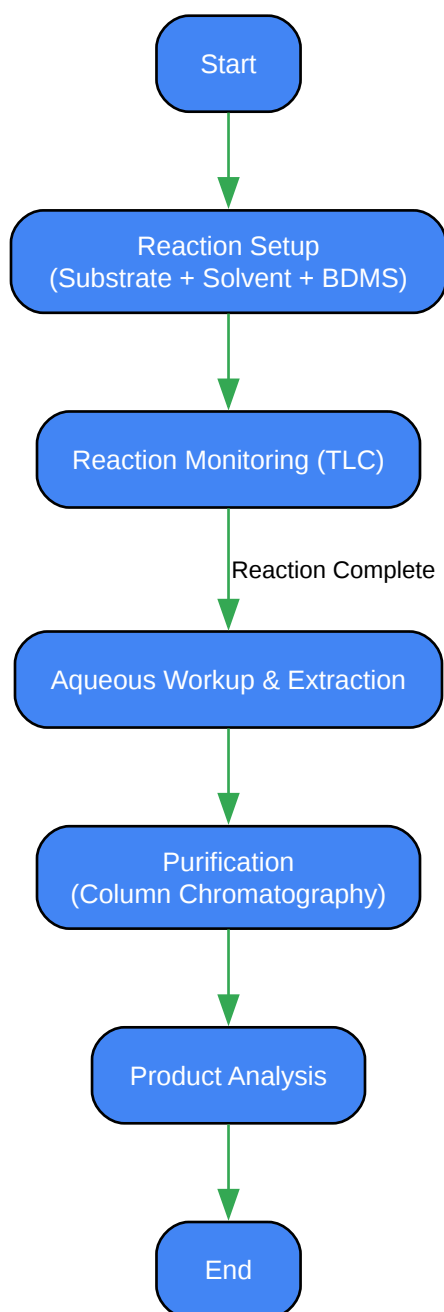 Start
Reaction Setup
(Substrate + Solvent + BDMS)
Reaction Monitoring (TLC)
Reaction Complete
Aqueous Workup & Extraction
Purification
(Column Chromatography)
Product Analysis
End